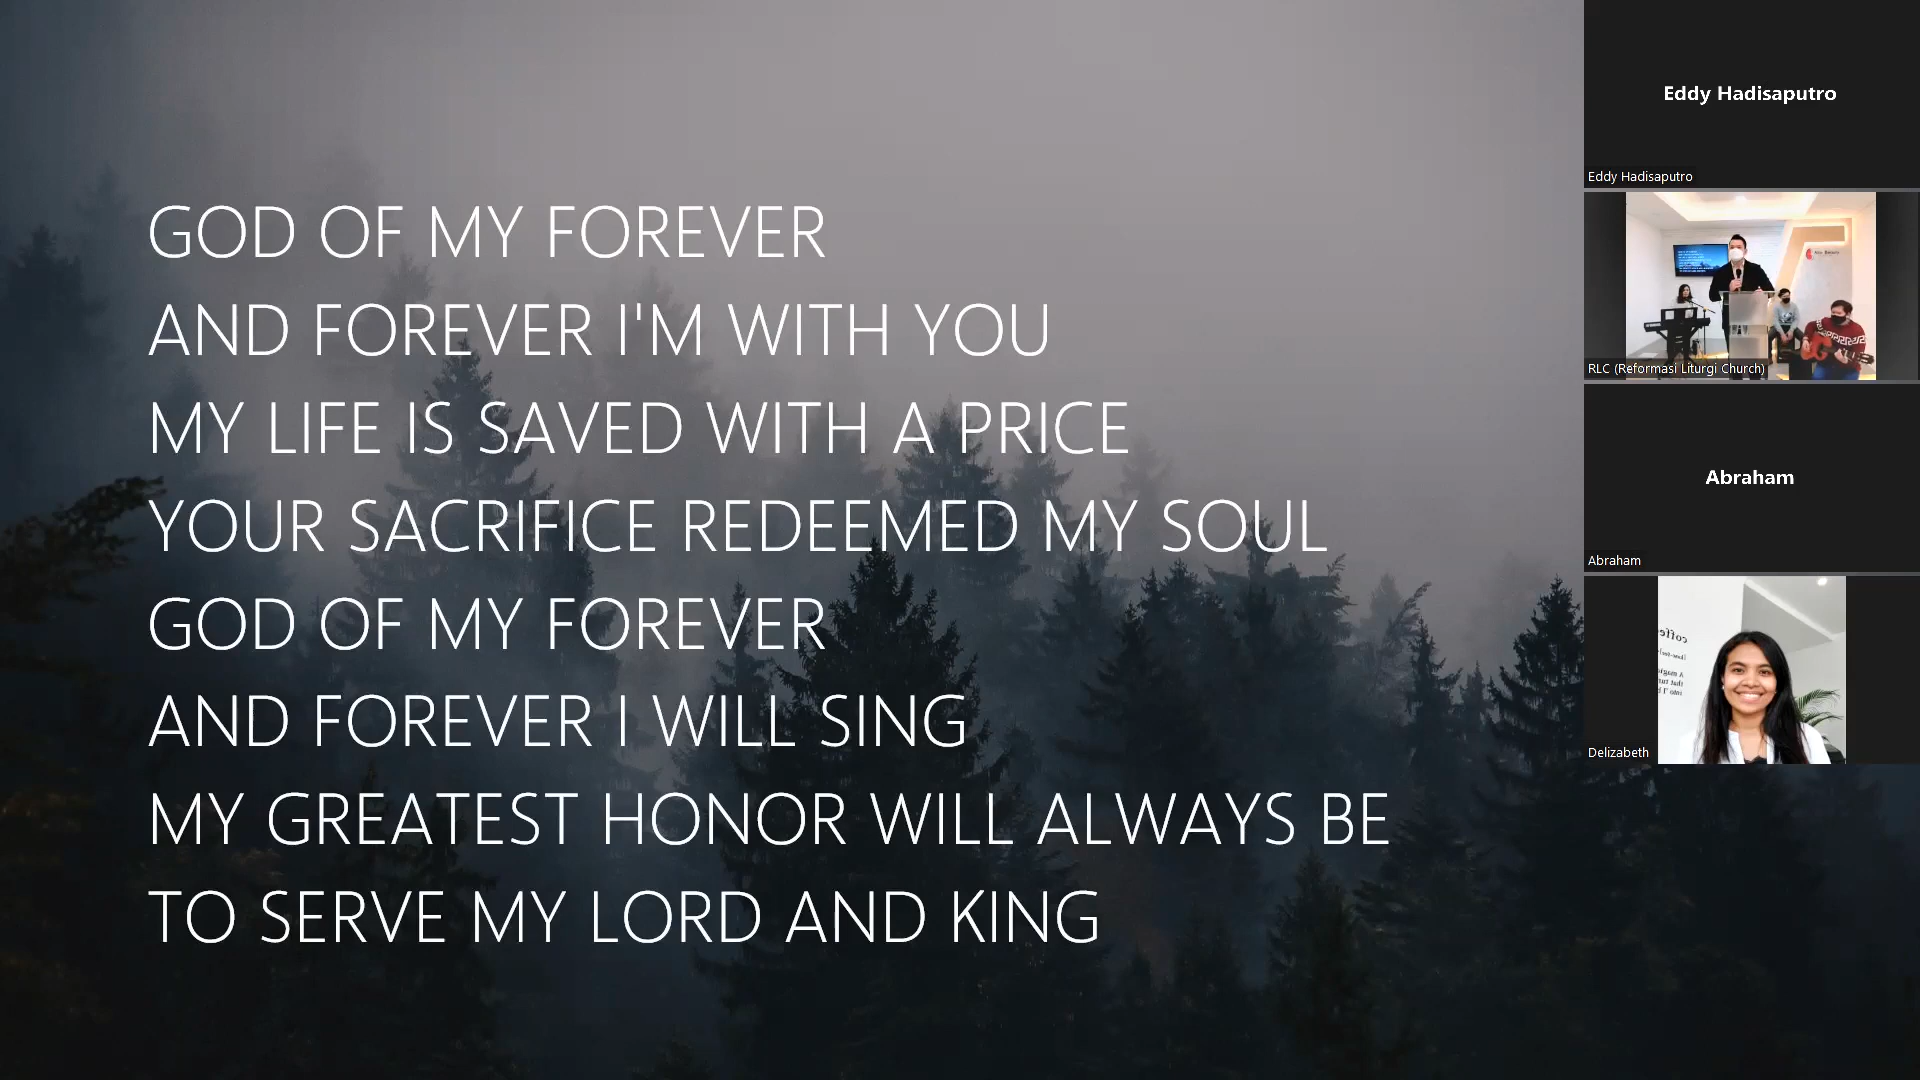 GOD OF MY FOREVER
AND FOREVER I'M WITH YOU
MY LIFE IS SAVED WITH A PRICE
YOUR SACRIFICE REDEEMED MY SOUL
GOD OF MY FOREVER
AND FOREVER I WILL SING
MY GREATEST HONOR WILL ALWAYS BE
TO SERVE MY LORD AND KING
Eddy Hadisaputro
Eddy Hadisaputro
RLC (Reformasi Liturgi Church)
Abraham
Abraham
coffee
Delizabeth